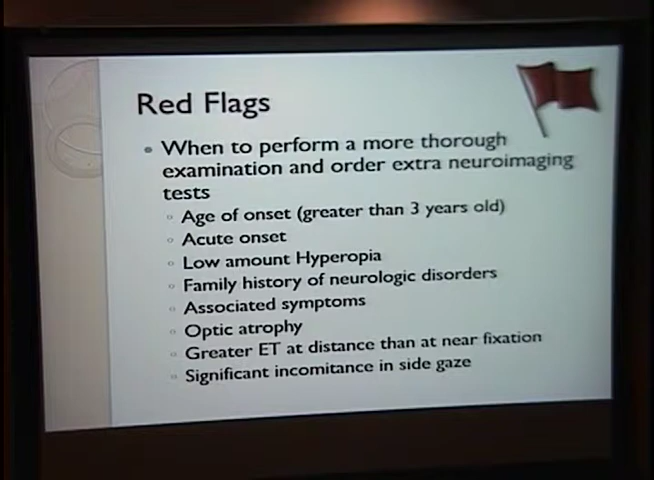 Red Flags
When to perform a more thorough
examination and order extra neuroimaging
tests
Age of onset (greater than 3 years old)
Acute onset
Low amount Hyperopia
Family history of neurologic disorders
Associated symptoms
Optic atrophy
Greater ET at distance than at near fixation
Significant incomitance in side gaze